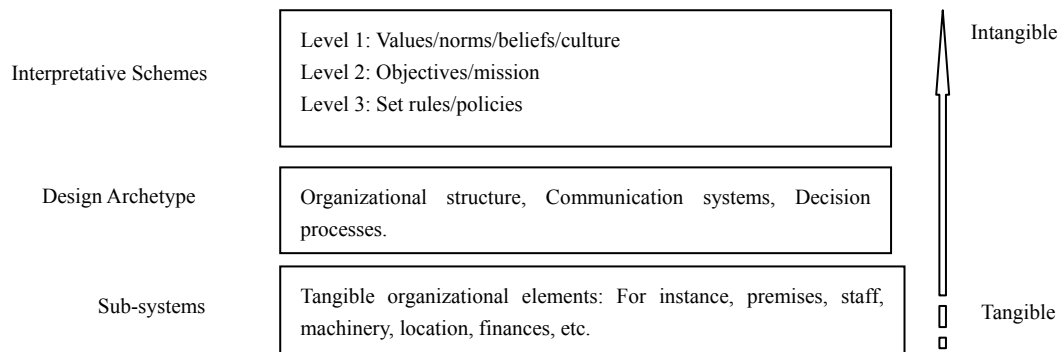 Level 1: Values/norms/beliefs/culture
Intangible
Interpretative Schemes
Level 2: Objectives/mission
Level 3: Set rules/policies
Design Archetype
Organizational structure, Communication systems, Decision
processes.
Sub-systems
Tangible organizational elements: For instance, premises, staff,
machinery, location, finances, etc.
Tangible